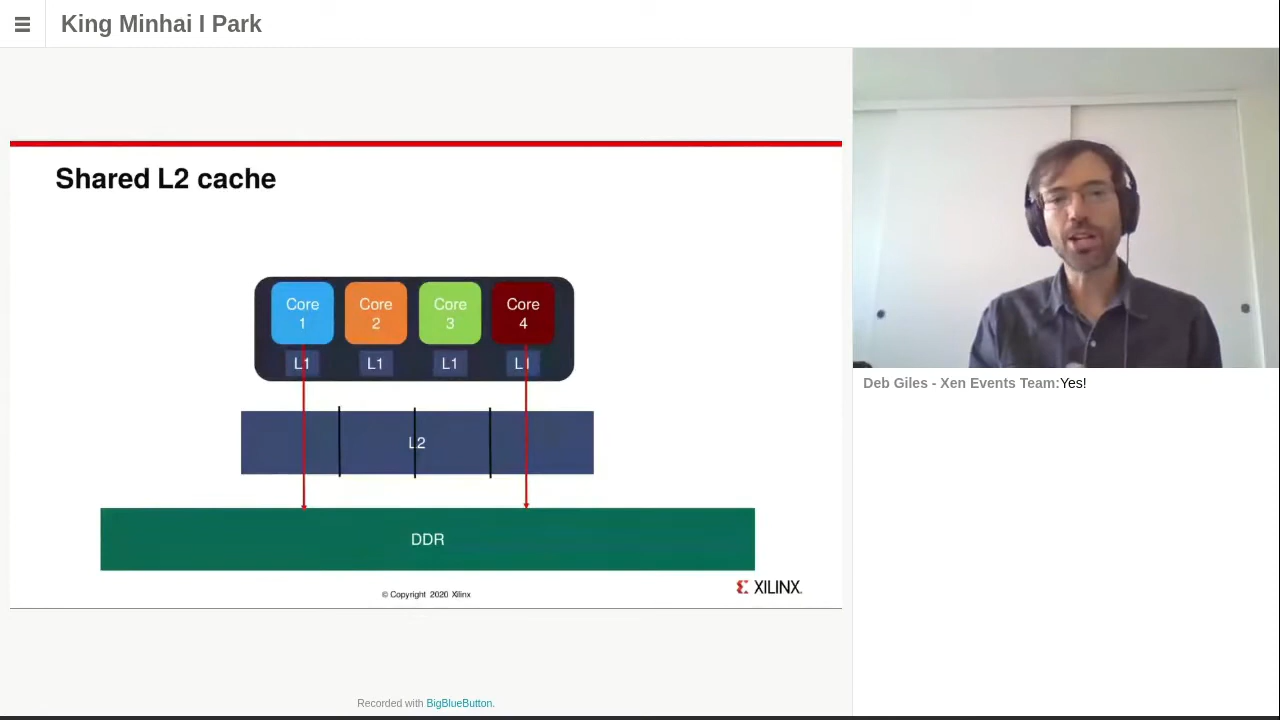 King Minhai I Park
Shared L2 cache
Core
1
Core
2
Core
3
Core
4
L1
L1
L1
L1
L2
DDR
© Copyright 2020 Xilinx
XILINX.
Deb Giles - Xen Events Team:Yes!
Recorded with BigBlueButton.